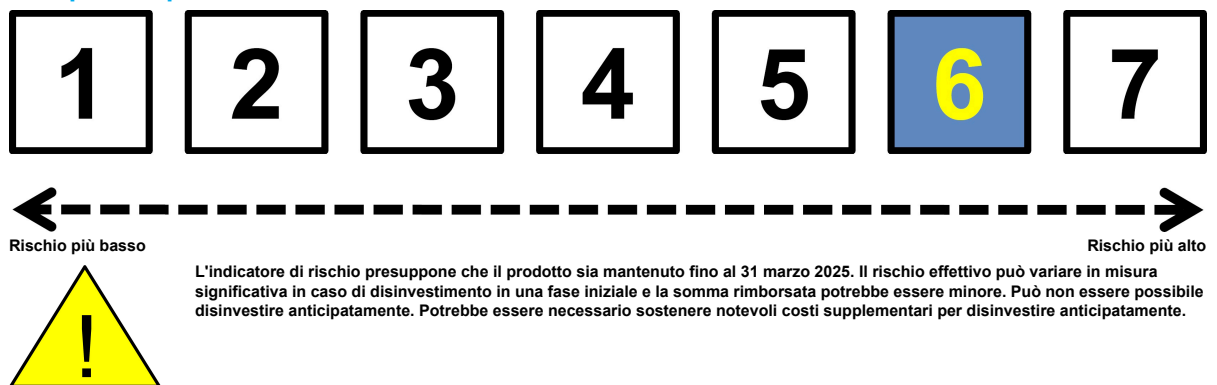 1 2 3 4 5 6 7
Rischio più basso Rischio più alto
L'indicatore di rischio presuppone che il prodotto sia mantenuto fino al 31 marzo 2025. Il rischio effettivo può variare in misura
significativa in caso di disinvestimento in una fase iniziale e la somma rimborsata potrebbe essere minore. Può non essere possibile
disinvestire anticipatamente. Potrebbe essere necessario sostenere notevoli costi supplementari per disinvestire anticipatamente.
!